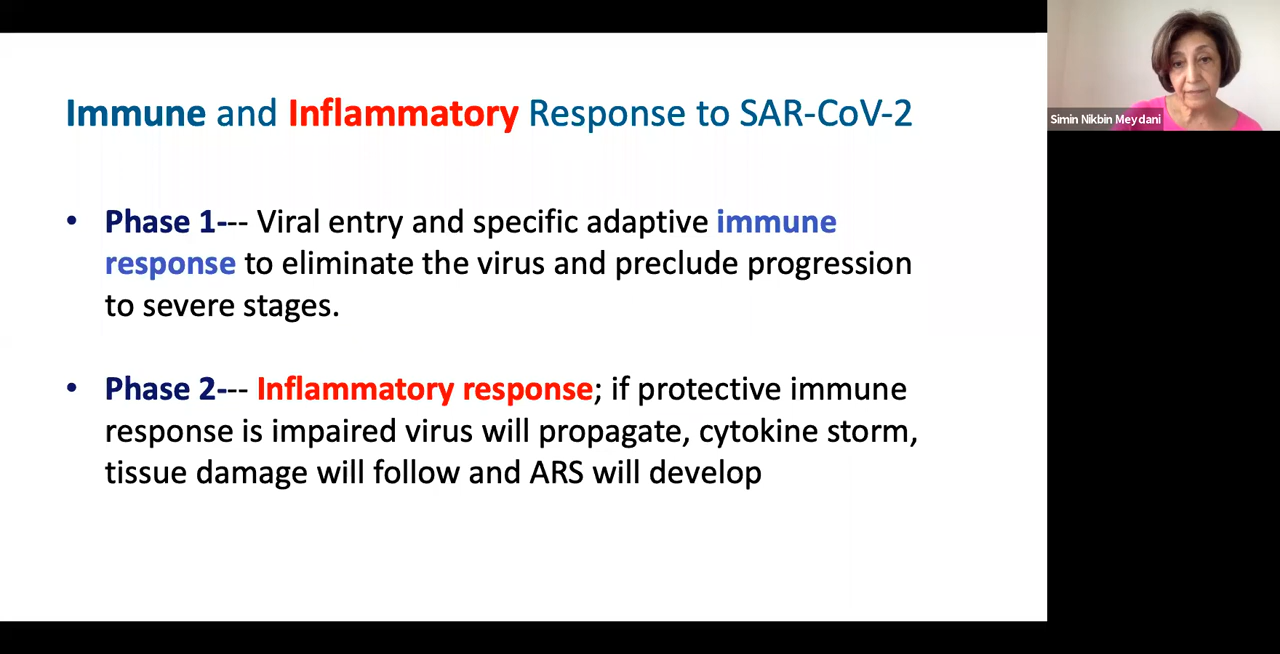 Immune and Inflammatory Response to SAR-CoV-2
• Phase 1--- Viral entry and specific adaptive immune
response to eliminate the virus and preclude progression
to severe stages.
• Phase 2--- Inflammatory response; if protective immune
response is impaired virus will propagate, cytokine storm,
tissue damage will follow and ARS will develop
Simin Nikbin Meydani